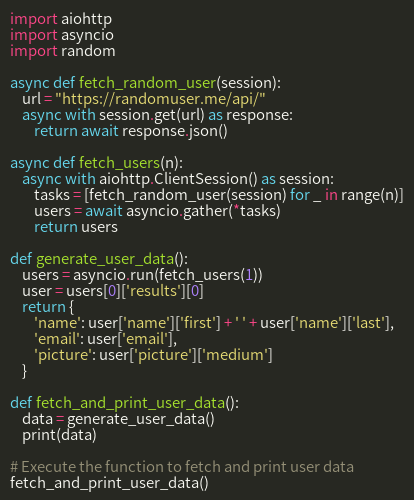 import aiohttp
import asyncio
import random

async def fetch_random_user(session):
    url = "https://randomuser.me/api/"
    async with session.get(url) as response:
        return await response.json()

async def fetch_users(n):
    async with aiohttp.ClientSession() as session:
        tasks = [fetch_random_user(session) for _ in range(n)]
        users = await asyncio.gather(*tasks)
        return users

def generate_user_data():
    users = asyncio.run(fetch_users(1))
    user = users[0]['results'][0]
    return {
        'name': user['name']['first'] + ' ' + user['name']['last'],
        'email': user['email'],
        'picture': user['picture']['medium']
    }

def fetch_and_print_user_data():
    data = generate_user_data()
    print(data)

# Execute the function to fetch and print user data
fetch_and_print_user_data()